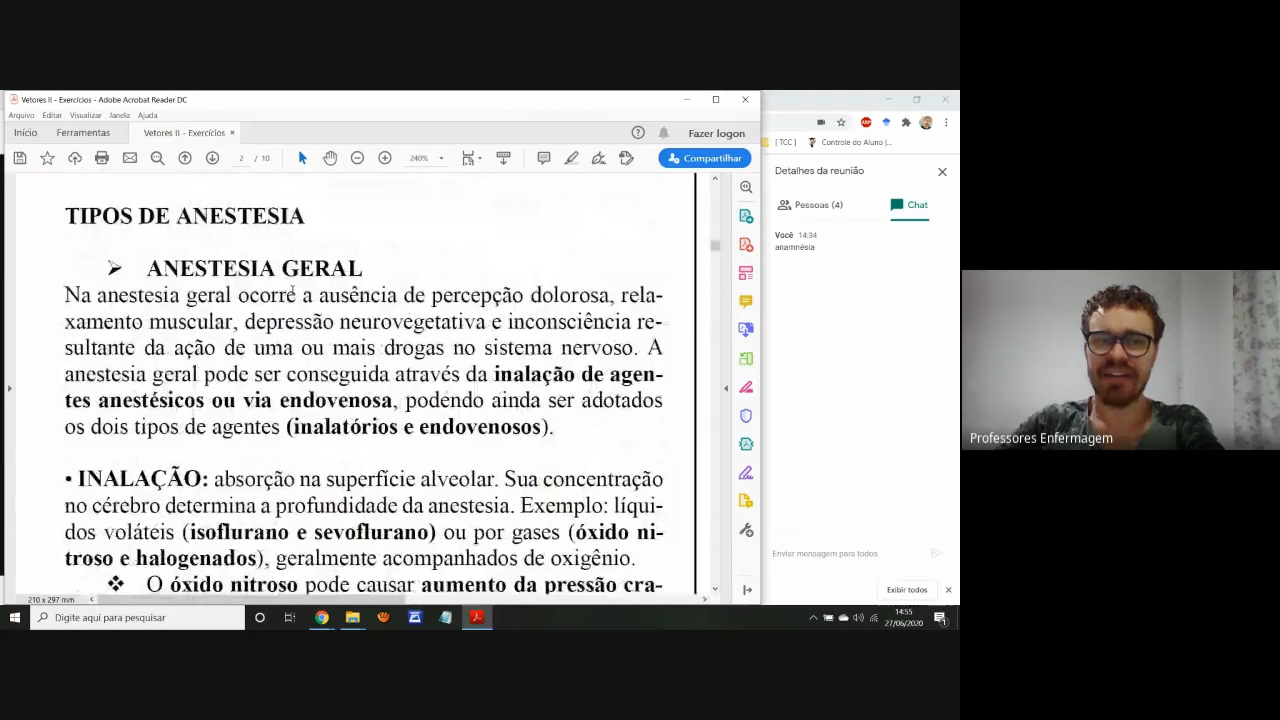 Vetores II - Exercícios - Adobe Acrobat Reader DC
Arquivo Editar Visualizar Janela Ajuda
Início Ferramentas Vetores II - Exercícios × Fazer logon
2 / 10 240% Compartilhar
TIPOS DE ANESTESIA
➢ ANESTESIA GERAL
Na anestesia geral ocorre a ausência de percepção dolorosa, rela-
xamento muscular, depressão neurovegetativa e inconsciência re-
sultante da ação de uma ou mais drogas no sistema nervoso. A
anestesia geral pode ser conseguida através da inalação de agen-
tes anestésicos ou via endovenosa, podendo ainda ser adotados
os dois tipos de agentes (inalatórios e endovenosos).
▪ INALAÇÃO: absorção na superfície alveolar. Sua concentração
no cérebro determina a profundidade da anestesia. Exemplo: líqui-
dos voláteis (isoflurano e sevoflurano) ou por gases (óxido ni-
troso e halogenados), geralmente acompanhados de oxigênio.
❖ O óxido nitroso pode causar aumento da pressão cra-
210 x 297 mm
ABP
[ TCC ] Controle do Aluno |...
Detalhes da reunião
Pessoas (4) Chat
Você 14:34
anamnésia
Enviar mensagem para todos
Exibir todos
Digite aqui para pesquisar
14:55
27/06/2020
1
Professores Enfermagem